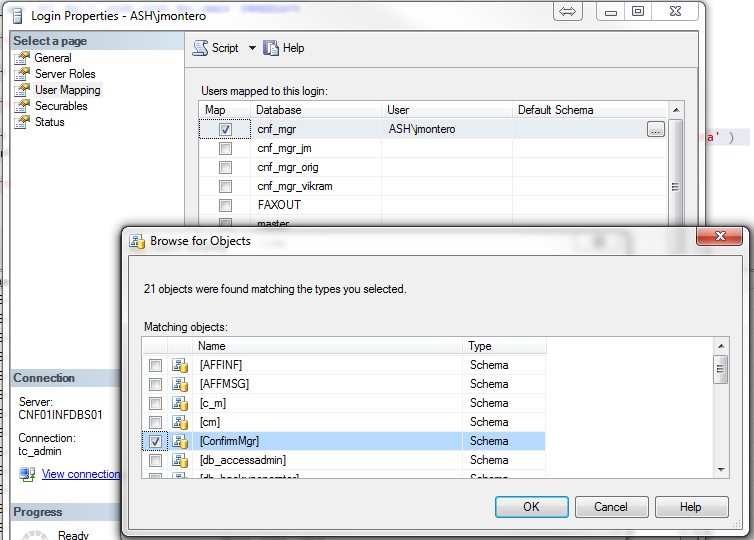 Login Properties - ASH\jmontero
Select a page
General
Server Roles
User Mapping
Securables
Status
Script Help
Users mapped to this login:
Map Database User Default Schema
cnf_mgr ASH\jmontero ...
cnf_mgr_jm
cnf_mgr_orig
cnf_mgr_vikram
FAXOUT
master
a' )
Browse for Objects
21 objects were found matching the types you selected.
Matching objects:
Name Type
[AFFINF] Schema
[AFFMSG] Schema
[c_m] Schema
[cm] Schema
[ConfirmMgr] Schema
[db_accessadmin] Schema
[db_backupoperator] Schema
OK Cancel Help
Connection
Server:
CNF01INFDBS01
Connection:
tc_admin
View connection
Progress
Ready